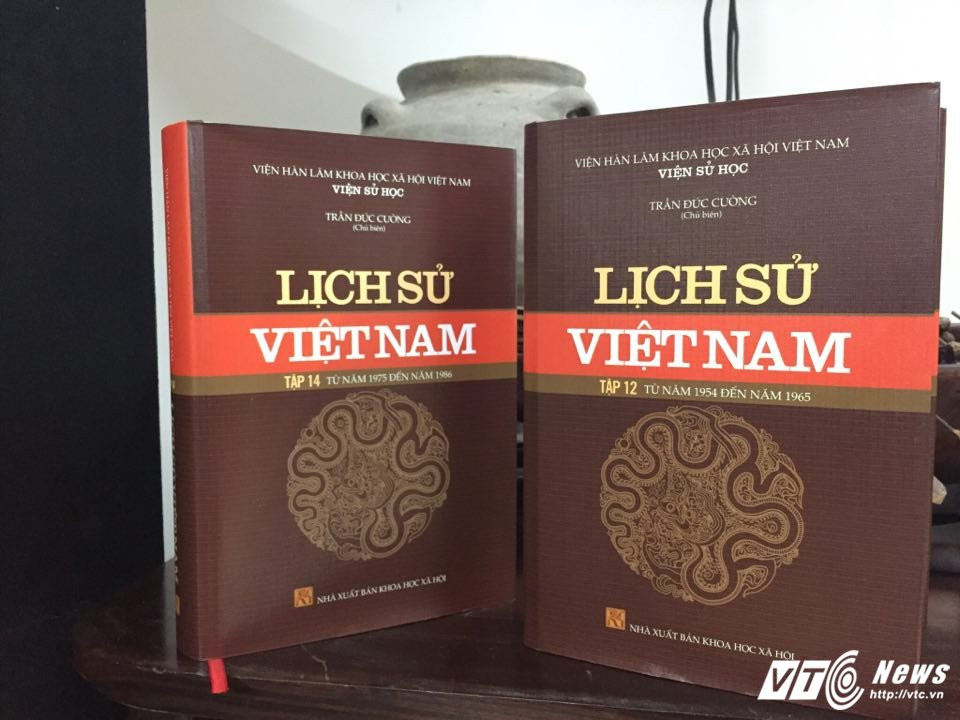 VIỆN HÀN LÂM KHOA HỌC XÃ HỘI VIỆT NAM
VIỆN SỬ HỌC
TRẦN ĐỨC CƯỜNG
(Chủ biên)
LỊCH SỬ
VIỆT NAM
TẬP 14 TỪ NĂM 1975 ĐẾN NĂM 1986
NHÀ XUẤT BẢN KHOA HỌC XÃ HỘI
VIỆN HÀN LÂM KHOA HỌC XÃ HỘI VIỆT NAM
VIỆN SỬ HỌC
TRẦN ĐỨC CƯỜNG
(Chủ biên)
LỊCH SỬ
VIỆT NAM
TẬP 12 TỪ NĂM 1954 ĐẾN NĂM 1965
NHÀ XUẤT BẢN KHOA HỌC XÃ HỘI
VTC News
http://vtc.vn